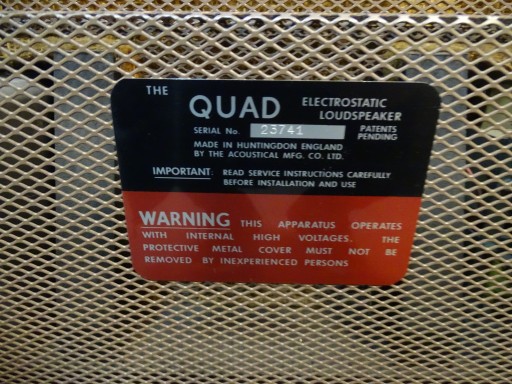 THE
QUAD ELECTROSTATIC LOUDSPEAKER
SERIAL No. 23741 PATENTS PENDING
MADE IN HUNTINGDON ENGLAND
BY THE ACOUSTICAL MFG. CO. LTD.
IMPORTANT: READ SERVICE INSTRUCTIONS CAREFULLY
BEFORE INSTALLATION AND USE
WARNING THIS APPARATUS OPERATES
WITH INTERNAL HIGH VOLTAGES. THE
PROTECTIVE METAL COVER MUST NOT BE
REMOVED BY INEXPERIENCED PERSONS